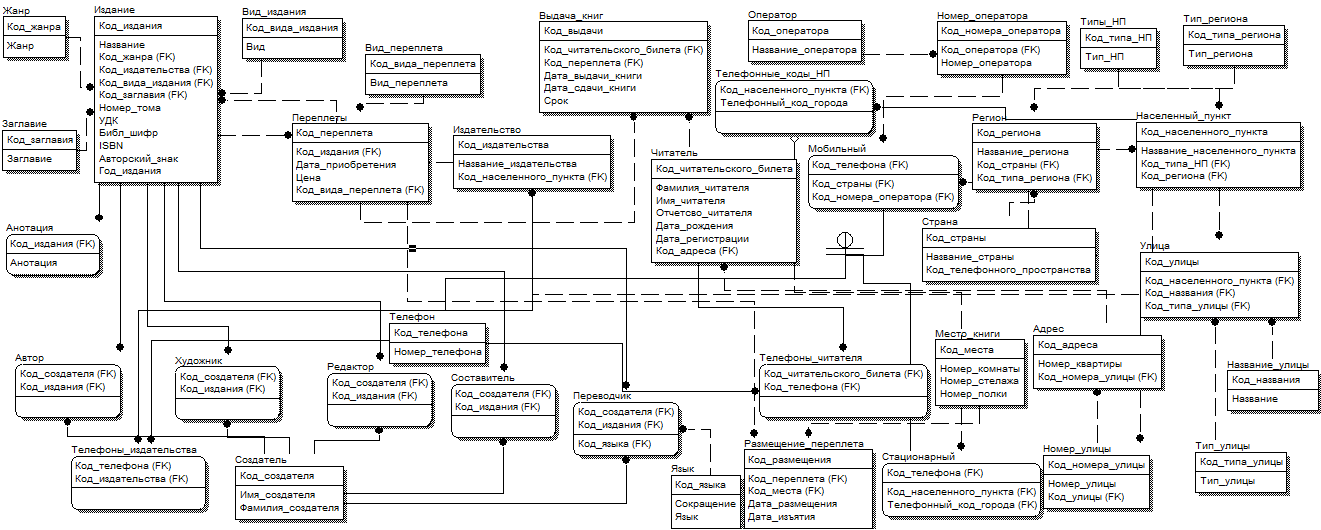 Жанр
Код_жанра
Жанр
Издание
Код_издания
Название
Код_жанра (FK)
Код_издательства (FK)
Код_вида_издания (FK)
Код_заглавия (FK)
Номер_тома
УДК
Библ_шифр
ISBN
Авторский_знак
Год_издания
Вид_издания
Код_вида_издания
Вид
Вид_переплета
Код_вида_переплета
Вид_переплета
Выдача_книг
Код_выдачи
Код_читательского_билета (FK)
Код_переплета (FK)
Дата_выдачи_книги
Дата_сдачи_книги
Срок
Оператор
Код_оператора
Название_оператора
Номер_оператора
Код_номера_оператора
Код_оператора (FK)
Номер_оператора
Типы_НП
Код_типа_НП
Тип_НП
Тип_региона
Код_типа_региона
Тип_региона
Телефонные_коды_НП
Код_населенного_пункта (FK)
Телефонный_код_города
Заглавие
Код_заглавия
Заглавие
Переплеты
Код_переплета
Код_издания (FK)
Дата_приобретения
Цена
Код_вида_переплета (FK)
Издательство
Код_издательства
Название_издательства
Код_населенного_пункта (FK)
Читатель
Код_читательского_билета
Фамилия_читателя
Имя_читателя
Отчетсво_читателя
Дата_рождения
Дата_регистрации
Код_адреса (FK)
Мобильный
Код_телефона (FK)
Код_страны (FK)
Код_номера_оператора (FK)
Регион
Код_региона
Название_региона
Код_страны (FK)
Код_типа_региона (FK)
Населенный_пункт
Код_населенного_пункта
Название_населенного_пункта
Код_типа_НП (FK)
Код_региона (FK)
Анотация
Код_издания (FK)
Анотация
Страна
Код_страны
Название_страны
Код_телефонного_пространства
Улица
Код_улицы
Код_населенного_пункта (FK)
Код_названия (FK)
Код_типа_улицы (FK)
Телефон
Код_телефона
Номер_телефона
Автор
Код_создателя (FK)
Код_издания (FK)
Художник
Код_создателя (FK)
Код_издания (FK)
Редактор
Код_создателя (FK)
Код_издания (FK)
Составитель
Код_создателя (FK)
Код_издания (FK)
Переводчик
Код_создателя (FK)
Код_издания (FK)
Код_языка (FK)
Телефоны_читателя
Код_читательского_билета (FK)
Код_телефона (FK)
Место_книги
Код_места
Номер_комнаты
Номер_стелажа
Номер_полки
Адрес
Код_адреса
Номер_квартиры
Код_номера_улицы (FK)
Название_улицы
Код_названия
Название
Телефоны_издательства
Код_телефона (FK)
Код_издательства (FK)
Создатель
Код_создателя
Имя_создателя
Фамилия_создателя
Язык
Код_языка
Сокращение
Язык
Размещение_переплета
Код_размещения
Код_переплета (FK)
Код_места (FK)
Дата_размещения
Дата_изъятия
Стационарный
Код_телефона (FK)
Код_населенного_пункта (FK)
Телефонный_код_города (FK)
Номер_улицы
Код_номера_улицы
Номер_улицы
Код_улицы (FK)
Тип_улицы
Код_типа_улицы
Тип_улицы